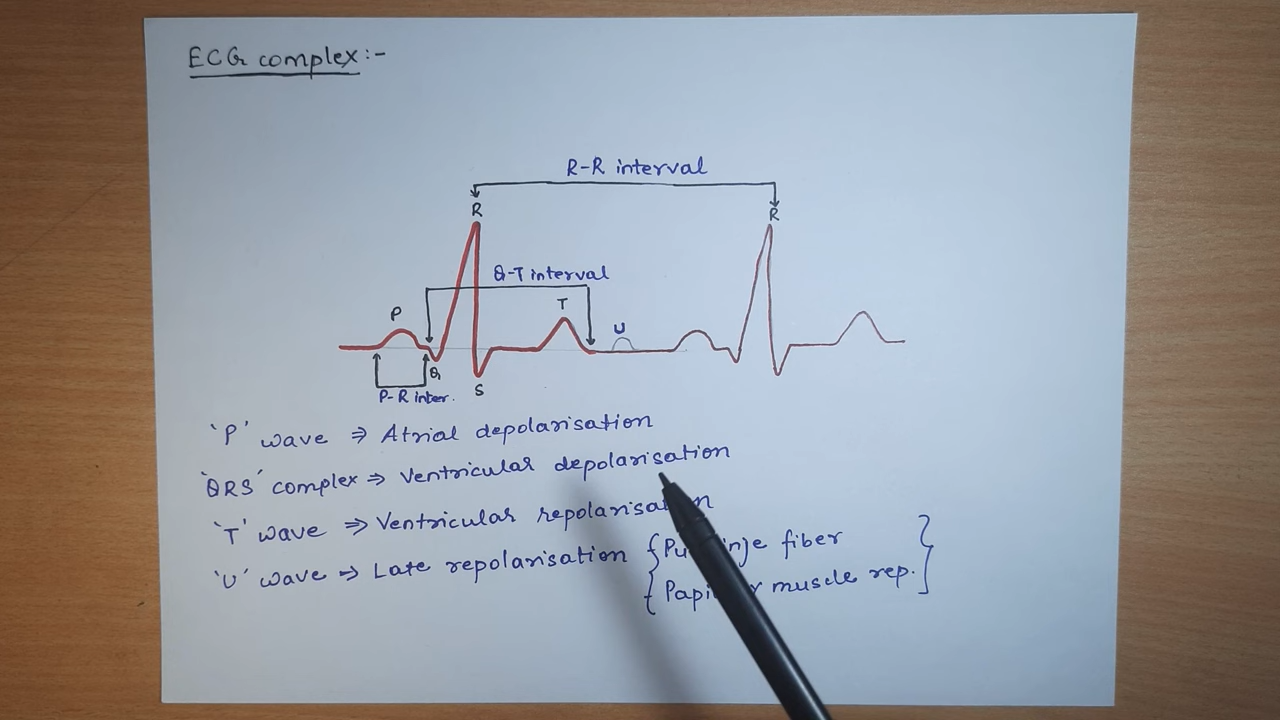 ECG complex:-
R-R interval
R
R
Q-T interval
P
T
U
Q
S
P-R inter.
'P' wave ⇒ Atrial depolarisation
'QRS' complex ⇒ Ventricular depolarisation
'T' wave ⇒ Ventricular
'U' wave ⇒ Late repolarisation { fiber }
{ muscle rep. }